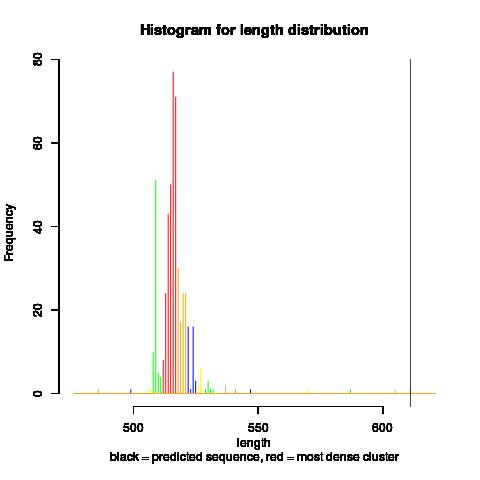 Histogram for length distribution
Frequency
80
60
40
20
0
500 550 600
length
black = predicted sequence, red = most dense cluster